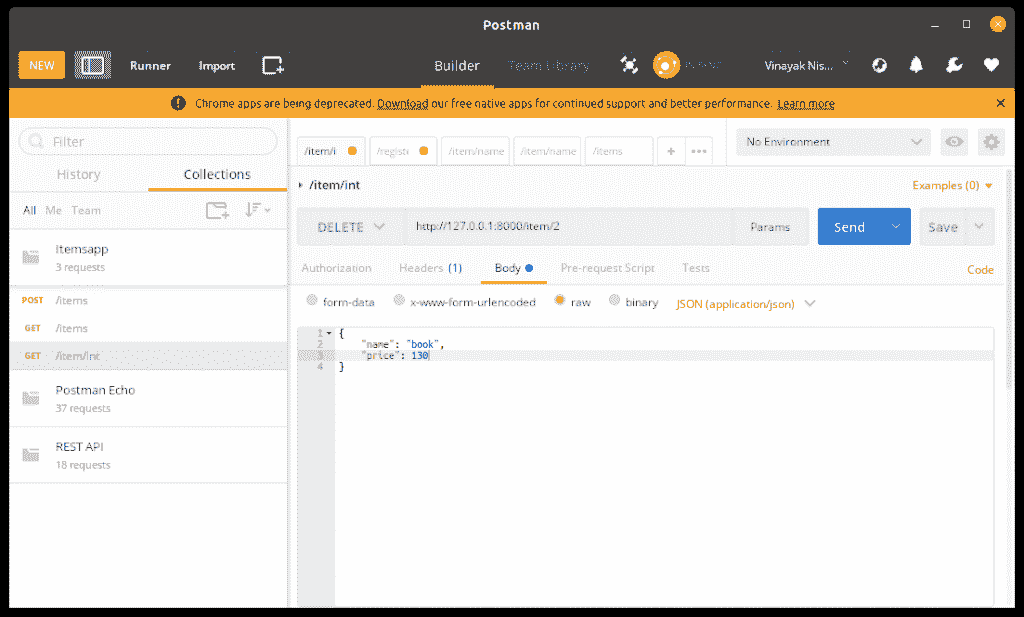 Postman
NEW Runner Import Builder Team Library Vinayak Nis...
Chrome apps are being deprecated. Download our free native apps for continued support and better performance. Learn more
Filter
History Collections
All Me Team
Itemsapp
3 requests
POST /items
GET /items
GET /item/int
Postman Echo
37 requests
REST API
18 requests
/item/i /registe /item/name /item/name /items + •••
No Environment
/item/int
Examples (0)
DELETE http://127.0.0.1:8000/item/2 Params Send Save
Authorization Headers (1) Body Pre-request Script Tests Code
form-data x-www-form-urlencoded raw binary JSON (application/json)
1 {
2 "name": "book",
3 "price": 130
4 }